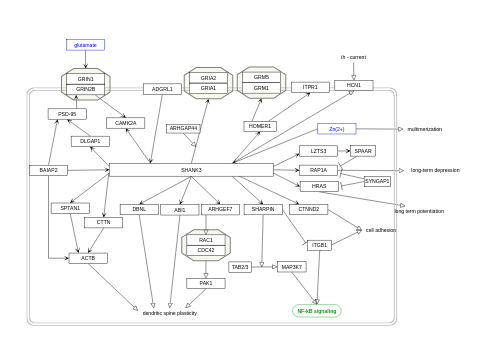 glutamate
Ih - current
GRIN1
GRIN2B
ADGRL1
GRIA2
GRIA1
GRM5
GRM1
ITPR1
HCN1
PSD-95
CAMK2A
ARHGAP44
HOMER1
Zn(2+)
multimerization
DLGAP1
LZTS3
SPAAR
BAIAP2
SHANK3
RAP1A
long-term depression
HRAS
SYNGAP1
SPTAN1
DBNL
ABI1
ARHGEF7
SHARPIN
CTNND2
long term potentiation
CTTN
cell adhesion
RAC1
CDC42
ITGB1
ACTB
TAB2/3
MAP3K7
PAK1
dendritic spine plasticity
NF-kB signaling